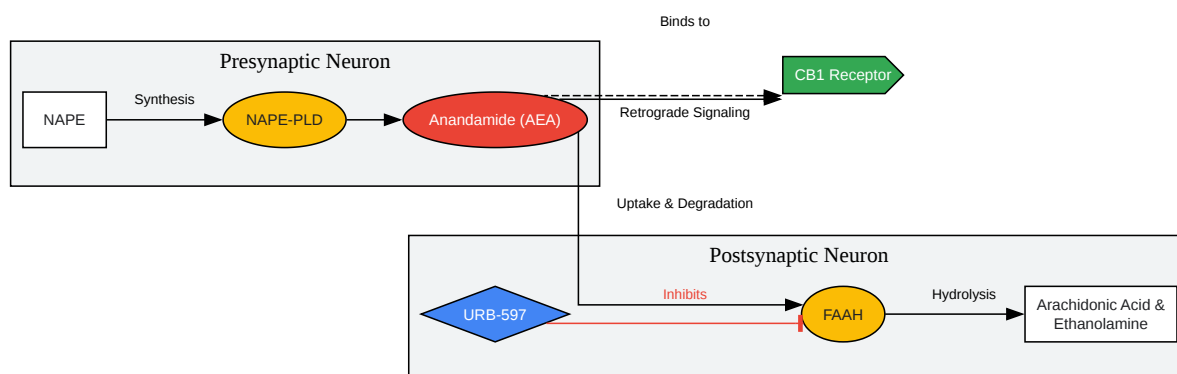 Binds to
Presynaptic Neuron
CB1 Receptor
Synthesis
NAPE
NAPE-PLD
Anandamide (AEA)
Retrograde Signaling
Uptake & Degradation
Postsynaptic Neuron
Inhibits
Hydrolysis
URB-597
FAAH
Arachidonic Acid &
Ethanolamine